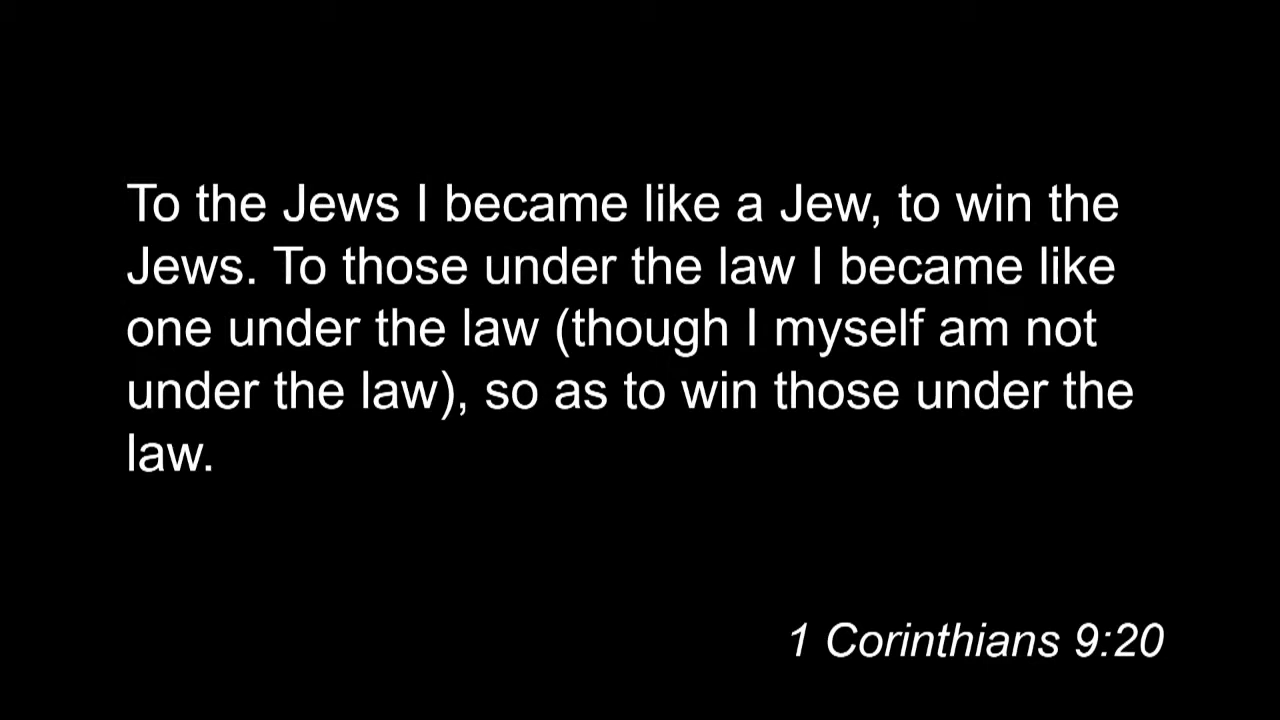 To the Jews I became like a Jew, to win the
Jews. To those under the law I became like
one under the law (though I myself am not
under the law), so as to win those under the
law.
1 Corinthians 9:20